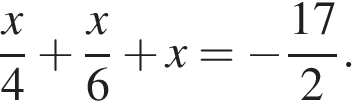 x/4 + x/6 + x = −17/2.